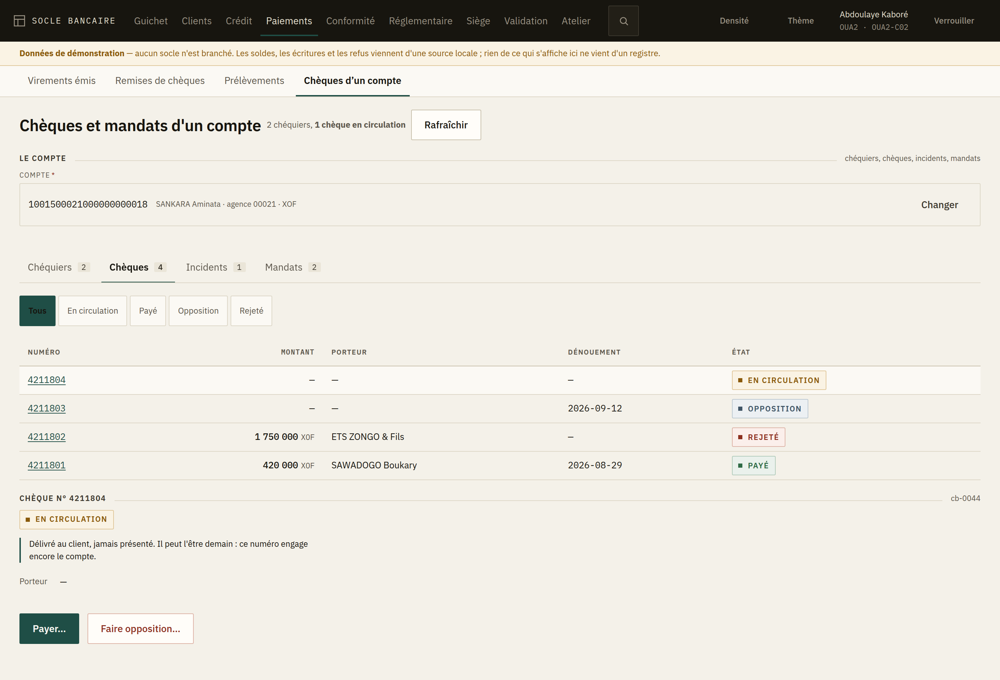 SOCLE BANCAIRE Guichet Clients Crédit Paiements Conformité Réglementaire Siège Validation Atelier Densité Thème Abdoulaye Kaboré Verrouiller
OUA2 · OUA2-C02
Données de démonstration — aucun socle n'est branché. Les soldes, les écritures et les refus viennent d'une source locale ; rien de ce qui s'affiche ici ne vient d'un registre.
Virements émis Remises de chèques Prélèvements Chèques d’un compte
Chèques et mandats d'un compte 2 chéquiers, 1 chèque en circulation Rafraîchir
LE COMPTE chéquiers, chèques, incidents, mandats
COMPTE *
1001500021000000000018 SANKARA Aminata · agence 00021 · XOF Changer
Chéquiers 2 Chèques 4 Incidents 1 Mandats 2
Tous En circulation Payé Opposition Rejeté
NUMÉRO MONTANT PORTEUR DÉNOUEMENT ÉTAT
4211804 — — — EN CIRCULATION
4211803 — — 2026-09-12 OPPOSITION
4211802 1 750 000 XOF ETS ZONGO & Fils — REJETÉ
4211801 420 000 XOF SAWADOGO Boukary 2026-08-29 PAYÉ
CHÈQUE N° 4211804 cb-0044
EN CIRCULATION
Délivré au client, jamais présenté. Il peut l'être demain : ce numéro engage
encore le compte.
Porteur —
Payer… Faire opposition…